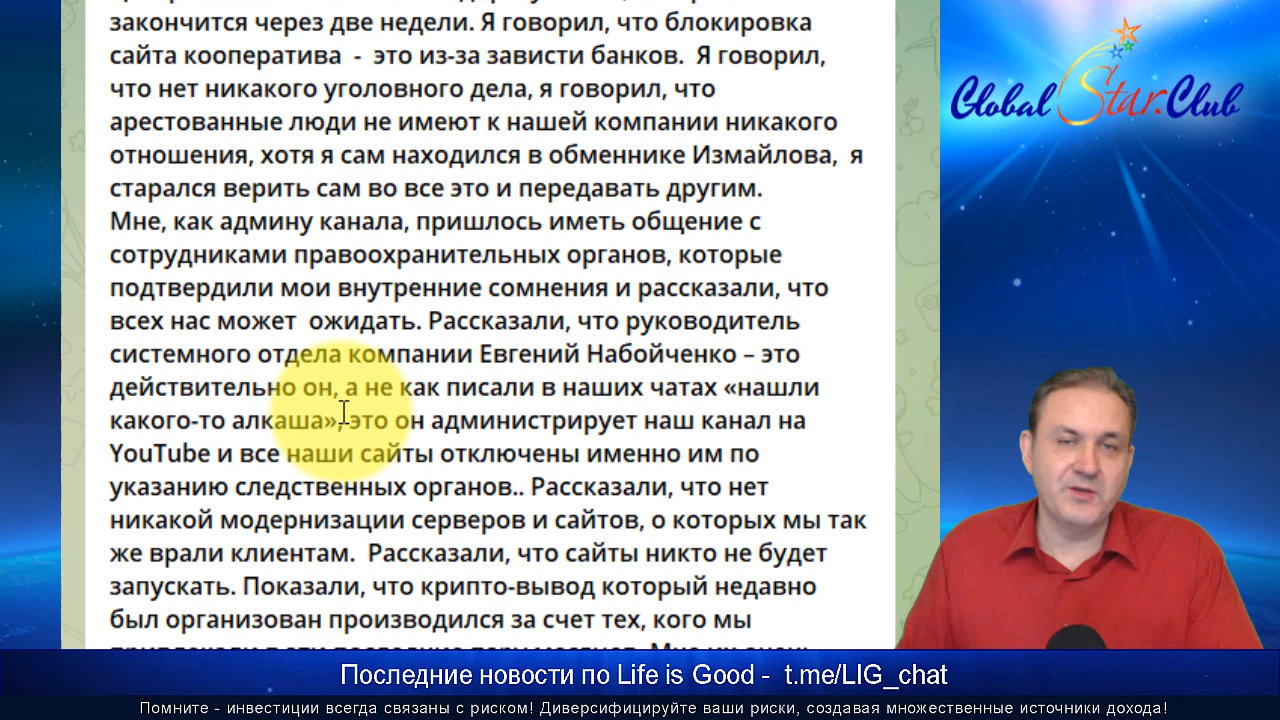 закончится через две недели. Я говорил, что блокировка
сайта кооператива - это из-за зависти банков. Я говорил,
что нет никакого уголовного дела, я говорил, что
арестованные люди не имеют к нашей компании никакого
отношения, хотя я сам находился в обменнике Измайлова, я
старался верить сам во все это и передавать другим.
Мне, как админу канала, пришлось иметь общение с
сотрудниками правоохранительных органов, которые
подтвердили мои внутренние сомнения и рассказали, что
всех нас может ожидать. Рассказали, что руководитель
системного отдела компании Евгений Набойченко – это
действительно он, а не как писали в наших чатах «нашли
какого-то алкаша», это он администрирует наш канал на
YouTube и все наши сайты отключены именно им по
указанию следственных органов.. Рассказали, что нет
никакой модернизации серверов и сайтов, о которых мы так
же врали клиентам. Рассказали, что сайты никто не будет
запускать. Показали, что крипто-вывод который недавно
был организован производился за счет тех, кого мы
Global Star.Club
Последние новости по Life is Good - t.me/LIG_chat
Помните - инвестиции всегда связаны с риском! Диверсифицируйте ваши риски, создавая множественные источники дохода!